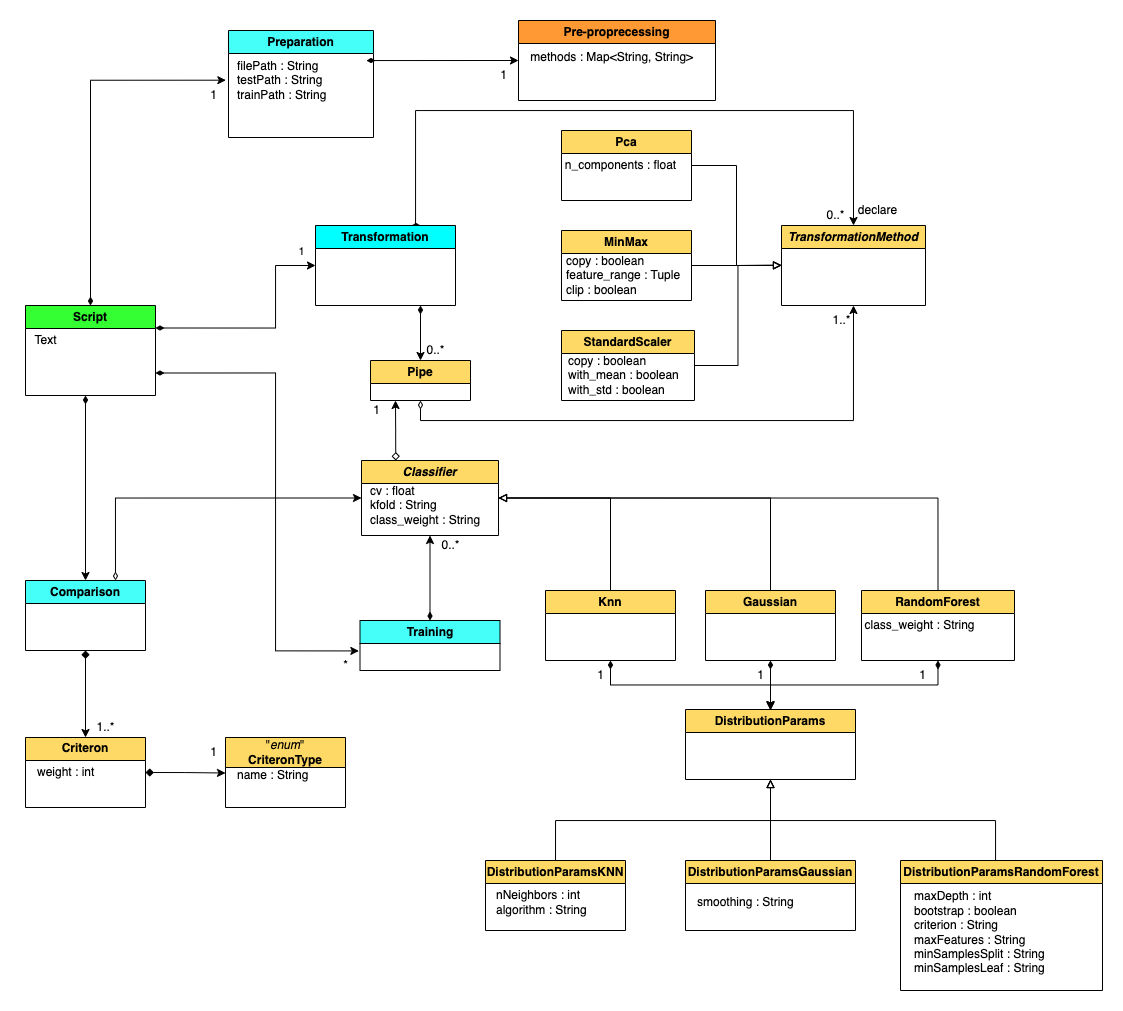 Preparation
filePath : String
testPath : String
trainPath : String
1
Pre-proprecessing
methods : Map<String, String>
1
Pca
n_components : float
MinMax
copy : boolean
feature_range : Tuple
clip : boolean
StandardScaler
copy : boolean
with_mean : boolean
with_std : boolean
0..*
declare
TransformationMethod
1..*
1
Transformation
0..*
Pipe
1
Script
Text
Classifier
cv : float
kfold : String
class_weight : String
0..*
Comparison
Training
*
Knn
1
Gaussian
1
RandomForest
class_weight : String
1
DistributionParams
1..*
Criteron
weight : int
1
"enum"
CriteronType
name : String
DistributionParamsKNN
nNeighbors : int
algorithm : String
DistributionParamsGaussian
smoothing : String
DistributionParamsRandomForest
maxDepth : int
bootstrap : boolean
criterion : String
maxFeatures : String
minSamplesSplit : String
minSamplesLeaf : String